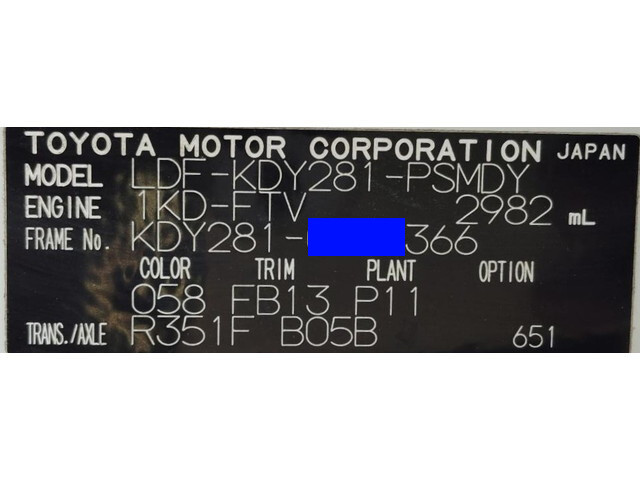 TOYOTA MOTOR CORPORATION JAPAN
MODEL LDF-KDY281-PSMDY
ENGINE 1KD-FTV 2982 mL
FRAME No. KDY281- 366
COLOR TRIM PLANT OPTION
058 FB13 P11
TRANS./AXLE R351F B05B 651